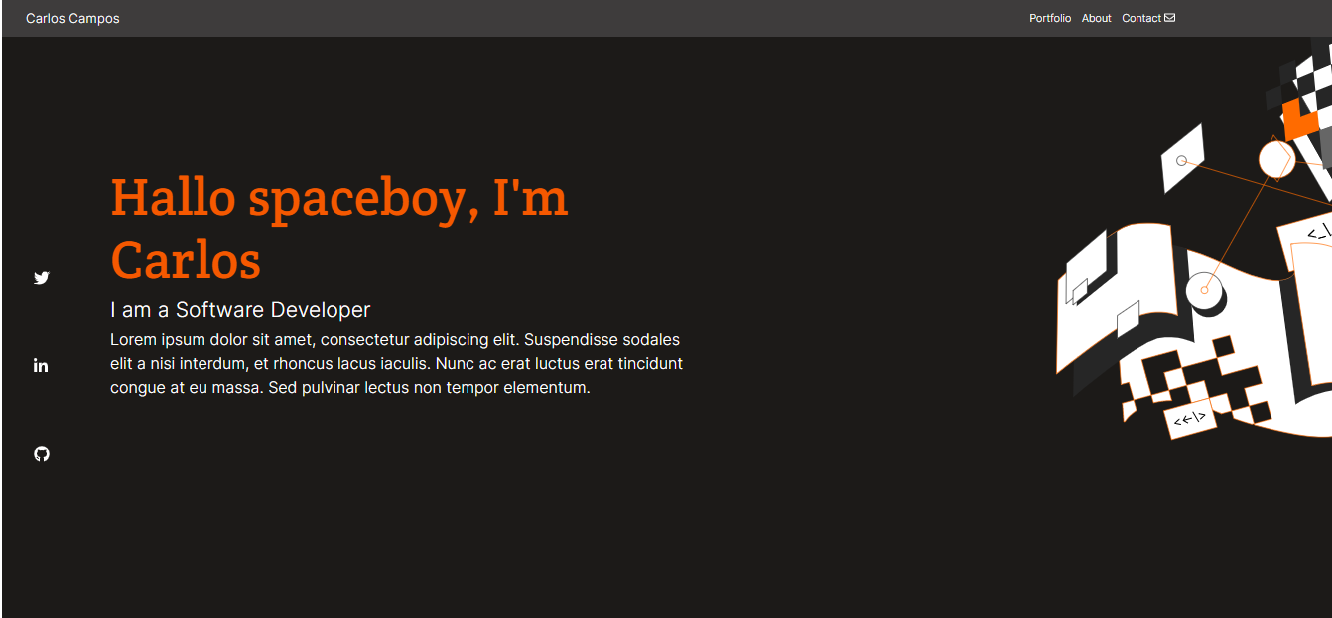 Carlos Campos
Portfolio About Contact
Hallo spaceboy, I'm
Carlos
I am a Software Developer
Lorem ipsum dolor sit amet, consectetur adipiscing elit. Suspendisse sodales
elit a nisi interdum, et rhoncus lacus iaculis. Nunc ac erat luctus erat tincidunt
congue at eu massa. Sed pulvinar lectus non tempor elementum.
in
<_\
<←\>